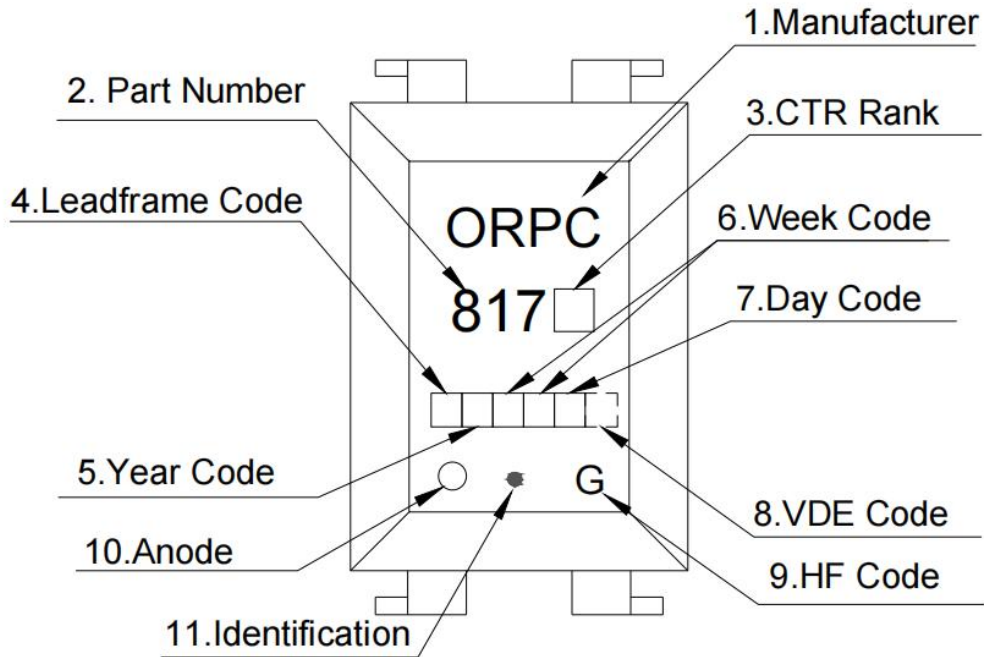 1.Manufacturer
2. Part Number
3.CTR Rank
4.Leadframe Code
ORPC
6.Week Code
817
7.Day Code
5.Year Code
G
8.VDE Code
10.Anode
9.HF Code
11.Identification